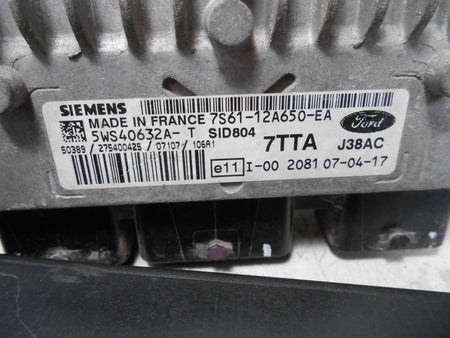 SIEMENS
MADE IN FRANCE 7S61-12A650-EA
5WS40632A-T SID804
50389/275400425/07107/106A1
7TTA
Ford
J38AC
e11 I-00 2081 07-04-17